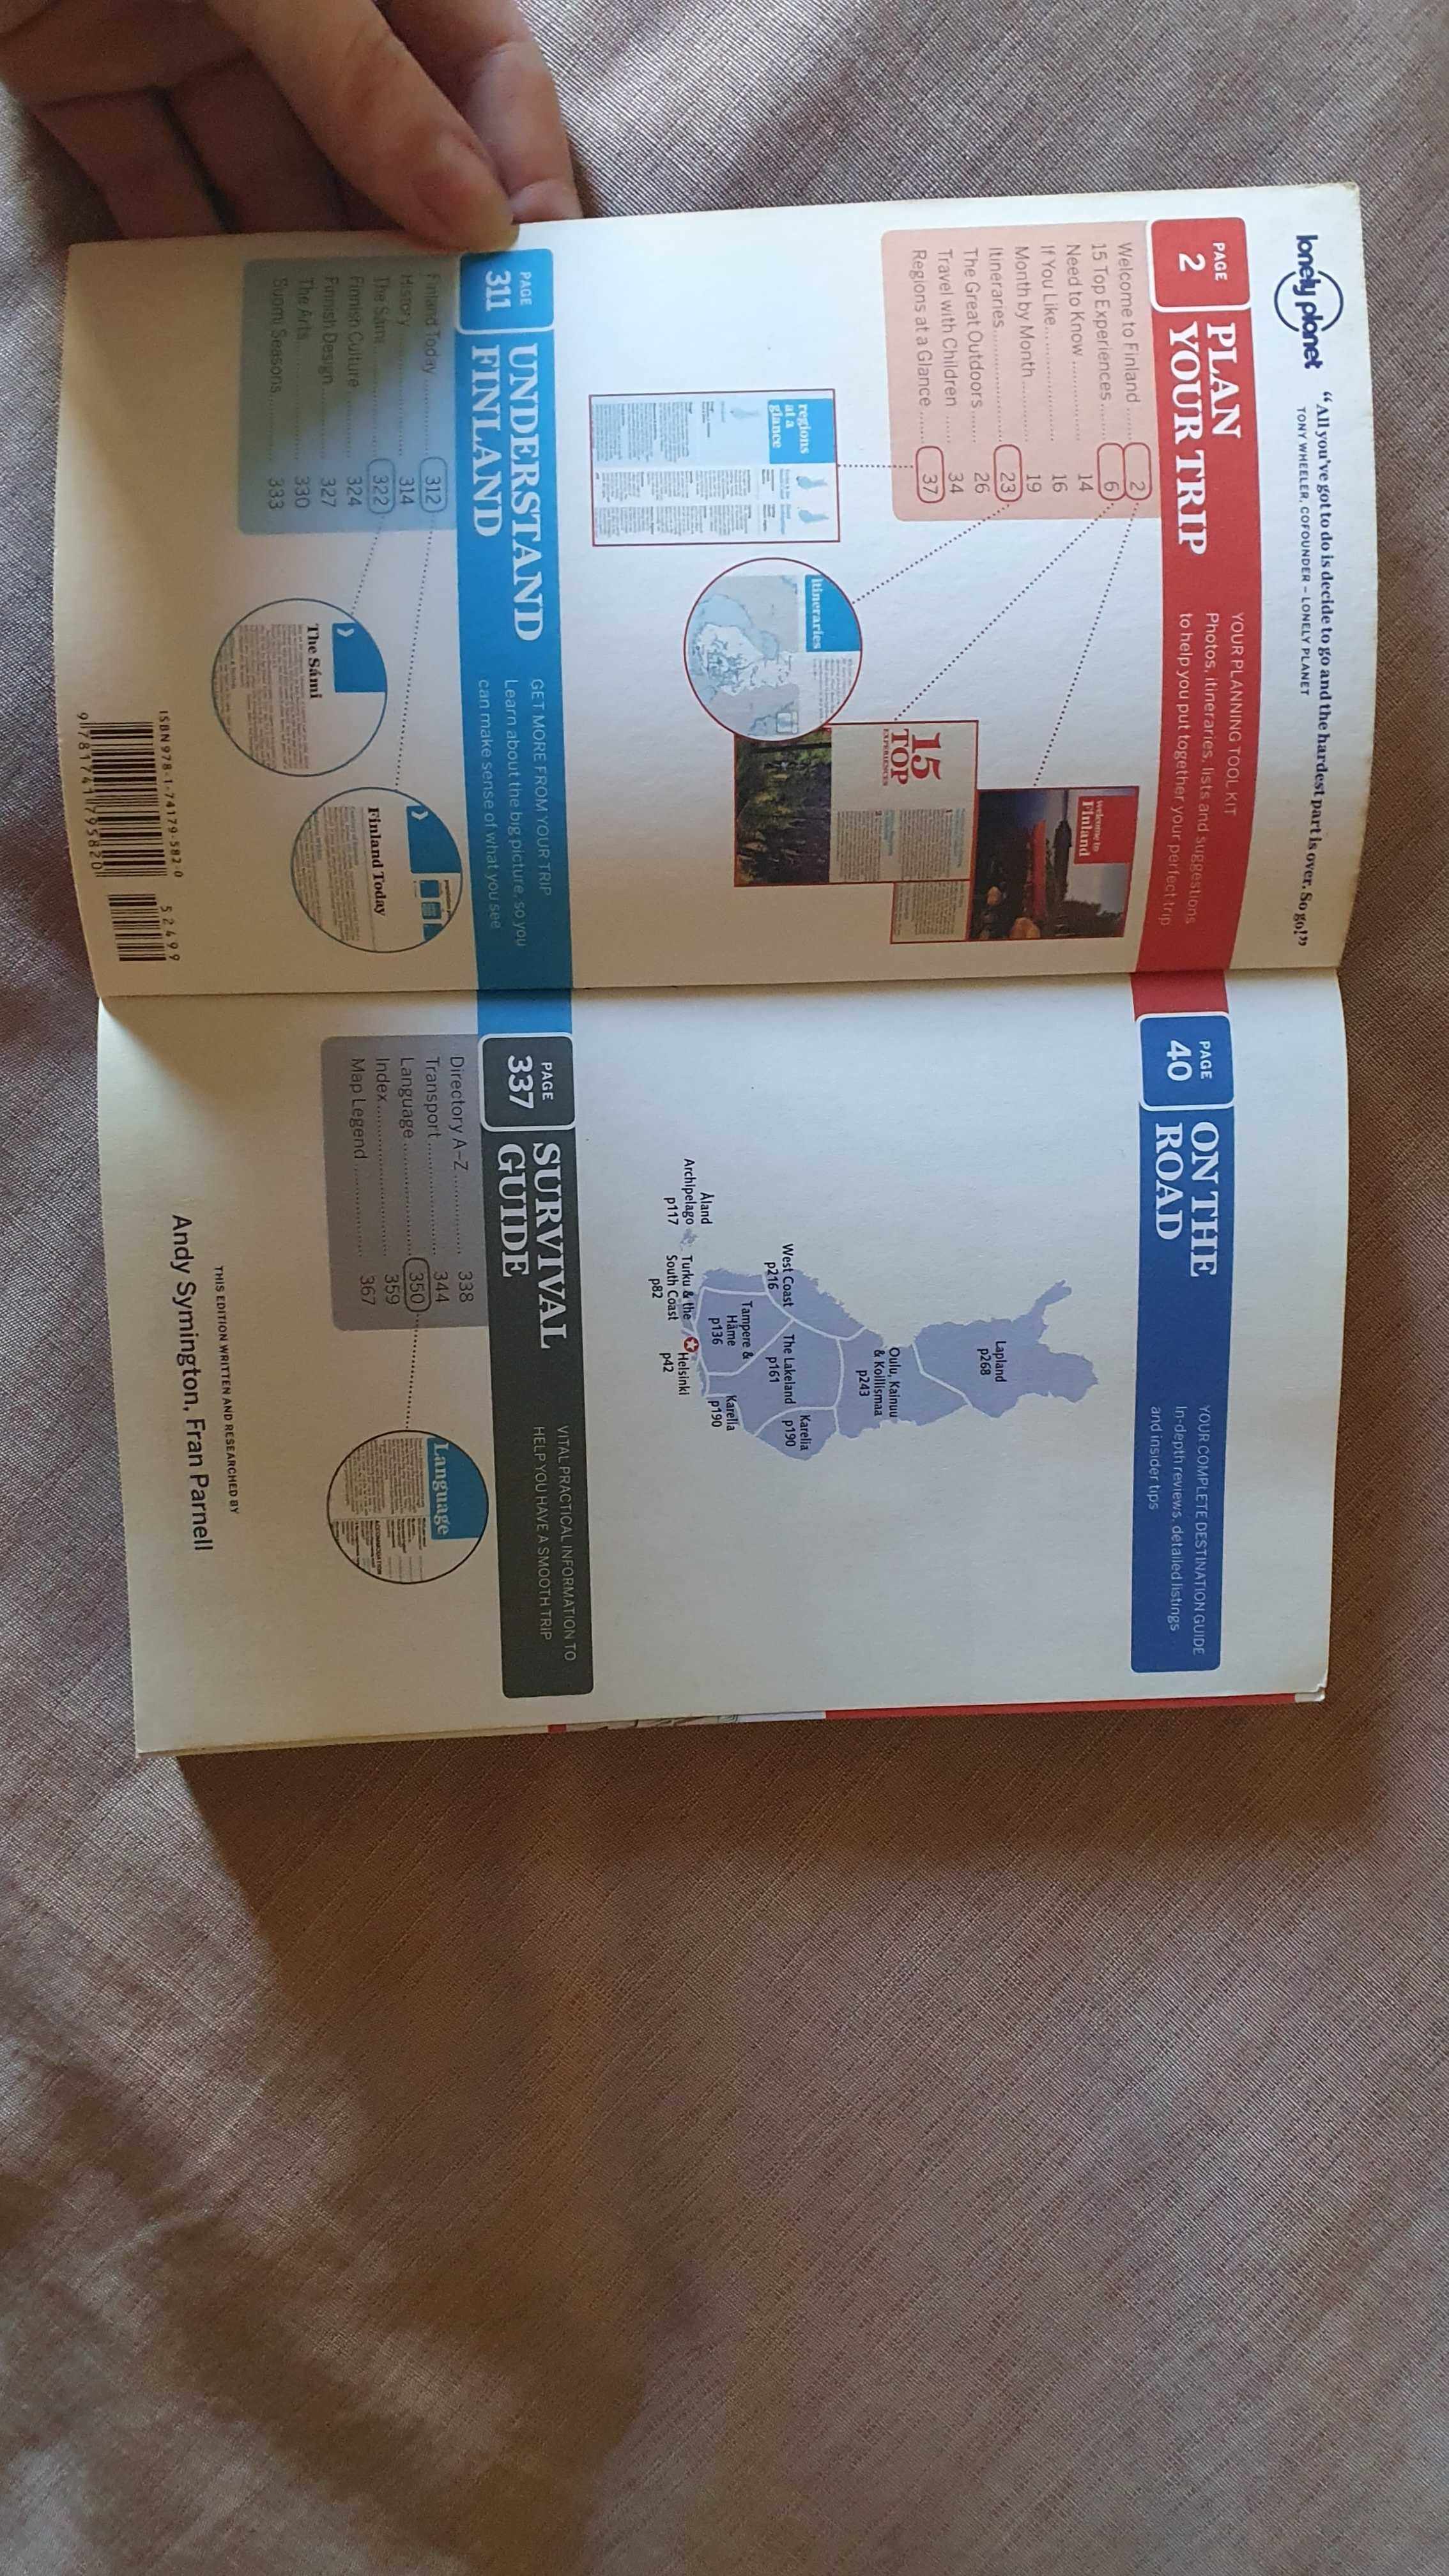 lonely planet
“All you've got to do is decide to go and the hardest part is over. So go!”
TONY WHEELER, COFOUNDER – LONELY PLANET
PAGE
2
PLAN
YOUR TRIP
YOUR PLANNING TOOL KIT
Photos, itineraries, lists and suggestions
to help you put together your perfect trip
Welcome to Finland ...... 2
15 Top Experiences ...... 6
Need to Know ...... 14
If You Like ...... 16
Month by Month ...... 19
Itineraries ...... 23
The Great Outdoors ...... 26
Travel with Children ...... 34
Regions at a Glance ...... 37
welcome to
Finland
15
TOP
EXPERIENCES
itineraries
regions
at a
glance
PAGE
311
UNDERSTAND
FINLAND
GET MORE FROM YOUR TRIP
Learn about the big picture, so you
can make sense of what you see
Finland Today ...... 312
History ...... 314
The Sámi ...... 322
Finnish Culture ...... 324
Finnish Design ...... 327
The Arts ...... 330
Suomi Seasons ...... 333
Finland Today
The Sámi
ISBN 978-1-74179-582-0
52499
9781741795820
PAGE
40
ON THE
ROAD
YOUR COMPLETE DESTINATION GUIDE
In-depth reviews, detailed listings
and insider tips
Lapland
p268
Oulu, Kainuu
& Koillismaa
p243
West Coast
p216
The Lakeland
p161
Karelia
p190
Tampere &
Häme
p136
Karelia
p190
Åland
Archipelago
p117
Turku & the
South Coast
p82
Helsinki
p42
PAGE
337
SURVIVAL
GUIDE
VITAL PRACTICAL INFORMATION TO
HELP YOU HAVE A SMOOTH TRIP
Directory A–Z ...... 338
Transport ...... 344
Language ...... 350
Index ...... 359
Map Legend ...... 367
Language
THIS EDITION WRITTEN AND RESEARCHED BY
Andy Symington, Fran Parnell